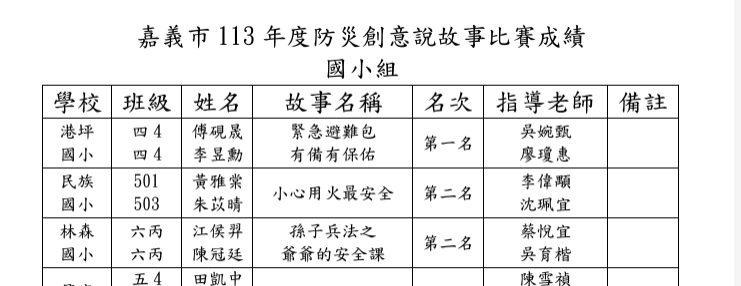 嘉義市 113 年度防災創意說故事比賽成績
國小組
學校 班級 姓名 故事名稱 名次 指導老師 備註
港坪 四 4 傅硯晟 緊急避難包 吳婉甄
國小 四 4 李昱勳 有備有保佑 第一名 廖瓊惠
民族 501 黃雅棠 李偉顒
國小 503 朱苡晴 小心用火最安全 第二名 沈珮宜
林森 六丙 江侯羿 孫子兵法之 蔡悅宜
國小 六丙 陳冠廷 爺爺的安全課 第二名 吳育楷
五 4 田凱中 陳雪禎